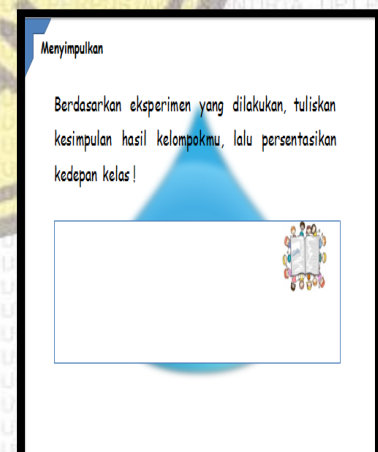 Menyimpulkan
Berdasarkan eksperimen yang dilakukan, tuliskan
kesimpulan hasil kelompokmu, lalu persentasikan
kedepan kelas !